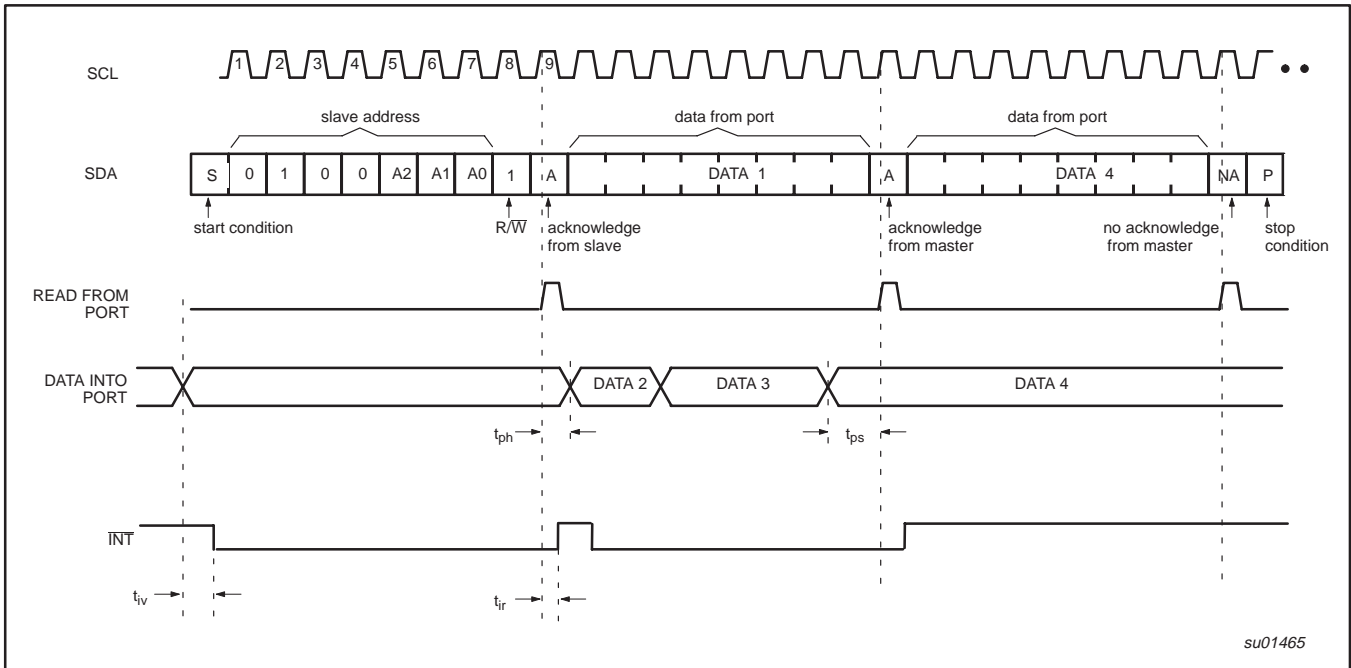 SCL
1 2 3 4 5 6 7 8 9
slave address
data from port
data from port
SDA
S 0 1 0 0 A2 A1 A0 1 A DATA 1 A DATA 4 NA P
start condition
R/W̅
acknowledge
from slave
acknowledge
from master
no acknowledge
from master
stop
condition
READ FROM
PORT
DATA INTO
PORT
DATA 2 DATA 3 DATA 4
tph
tps
I̅N̅T̅
tiv
tir
su01465